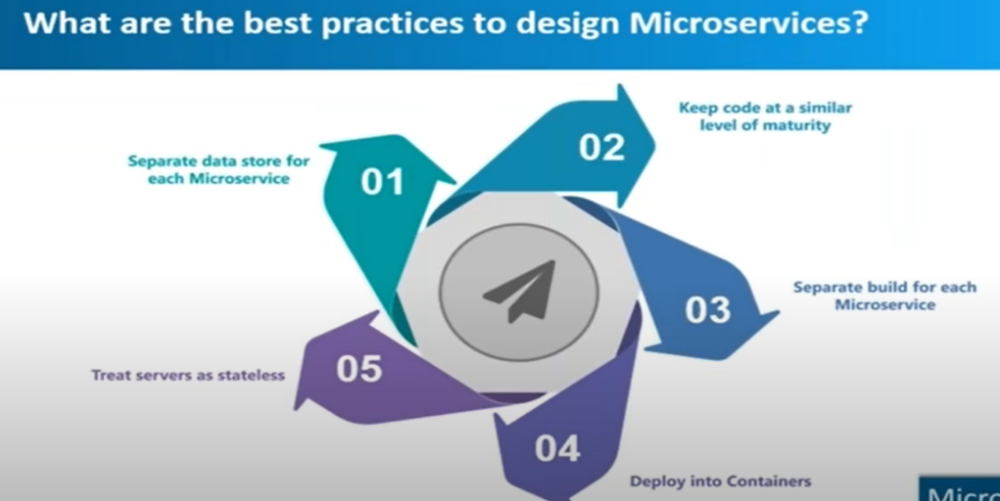 What are the best practices to design Microservices?
01
Separate data store for
each Microservice
02
Keep code at a similar
level of maturity
03
Separate build for each
Microservice
04
Deploy into Containers
05
Treat servers as stateless
Micro